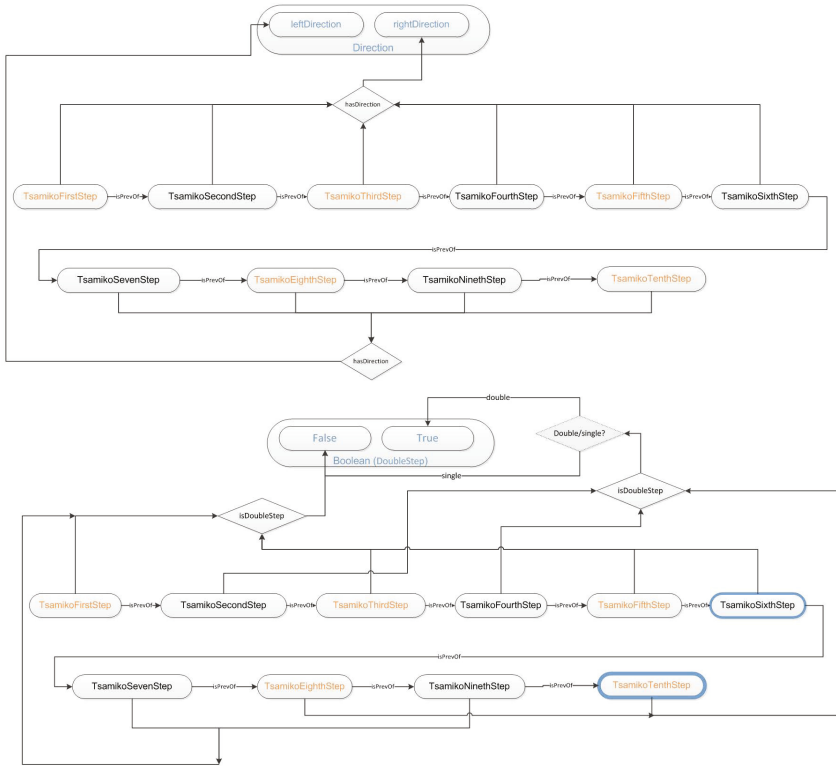 leftDirection
rightDirection
Direction
hasDirection
TsamikoFirstStep
isPrevOf
TsamikoSecondStep
isPrevOf
TsamikoThirdStep
isPrevOf
TsamikoFourthStep
isPrevOf
TsamikoFifthStep
isPrevOf
TsamikoSixthStep
isPrevOf
TsamikoSevenStep
isPrevOf
TsamikoEighthStep
isPrevOf
TsamikoNinethStep
isPrevOf
TsamikoTenthStep
hasDirection
double
False
True
Double/single?
Boolean (DoubleStep)
single
isDoubleStep
isDoubleStep
TsamikoFirstStep
isPrevOf
TsamikoSecondStep
isPrevOf
TsamikoThirdStep
isPrevOf
TsamikoFourthStep
isPrevOf
TsamikoFifthStep
isPrevOf
TsamikoSixthStep
isPrevOf
TsamikoSevenStep
isPrevOf
TsamikoEighthStep
isPrevOf
TsamikoNinethStep
isPrevOf
TsamikoTenthStep